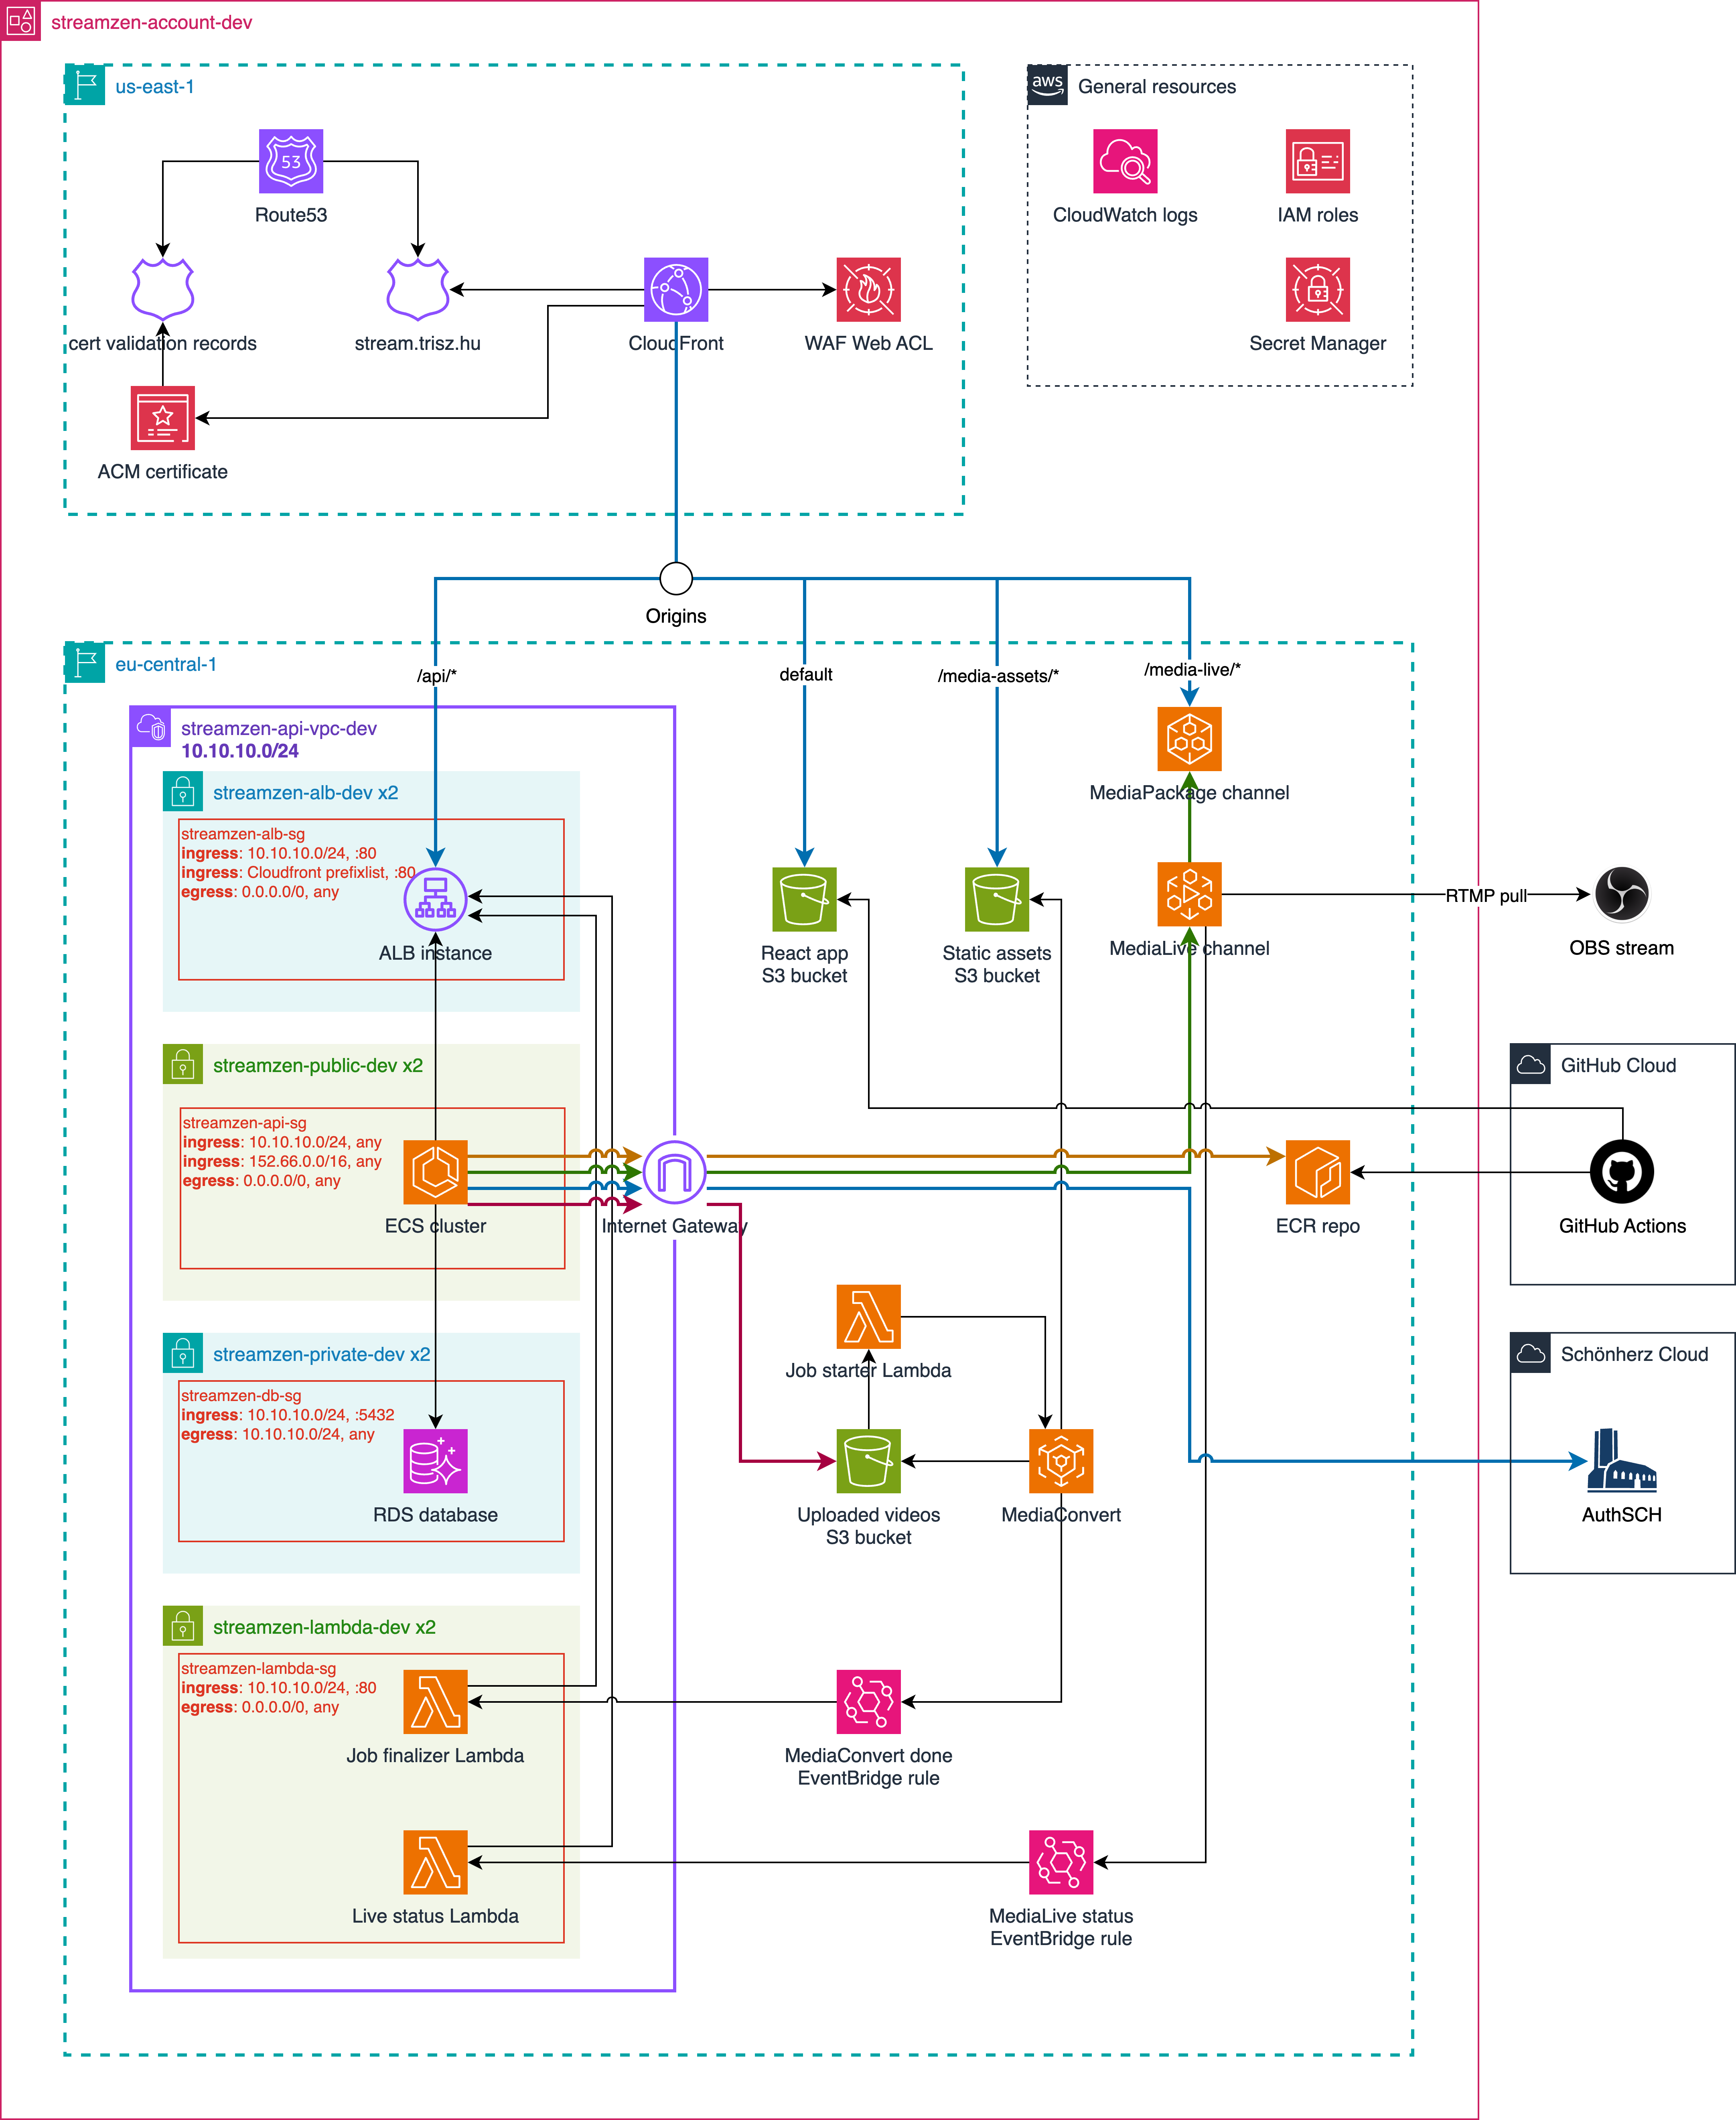 streamzen-account-dev
us-east-1
aws
General resources
53
Route53
CloudWatch logs
IAM roles
cert validation records
stream.trisz.hu
CloudFront
WAF Web ACL
Secret Manager
ACM certificate
Origins
eu-central-1
/api/*
default
/media-assets/*
/media-live/*
streamzen-api-vpc-dev
10.10.10.0/24
streamzen-alb-dev x2
MediaPackage channel
streamzen-alb-sg
ingress: 10.10.10.0/24, :80
ingress: Cloudfront prefixlist, :80
egress: 0.0.0.0/0, any
ALB instance
React app
S3 bucket
Static assets
S3 bucket
MediaLive channel
RTMP pull
OBS stream
streamzen-public-dev x2
GitHub Cloud
streamzen-api-sg
ingress: 10.10.10.0/24, any
ingress: 152.66.0.0/16, any
egress: 0.0.0.0/0, any
ECS cluster
Internet Gateway
ECR repo
GitHub Actions
streamzen-private-dev x2
Job starter Lambda
Schönherz Cloud
streamzen-db-sg
ingress: 10.10.10.0/24, :5432
egress: 10.10.10.0/24, any
RDS database
Uploaded videos
S3 bucket
MediaConvert
AuthSCH
streamzen-lambda-dev x2
streamzen-lambda-sg
ingress: 10.10.10.0/24, :80
egress: 0.0.0.0/0, any
Job finalizer Lambda
MediaConvert done
EventBridge rule
Live status Lambda
MediaLive status
EventBridge rule